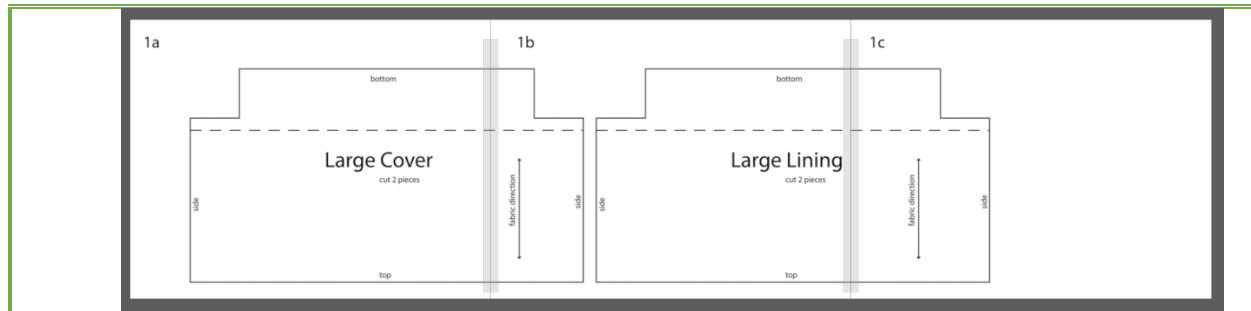 1a
1b
1c
bottom
bottom
Large Cover
cut 2 pieces
Large Lining
cut 2 pieces
side
fabric direction
side
side
fabric direction
side
top
top